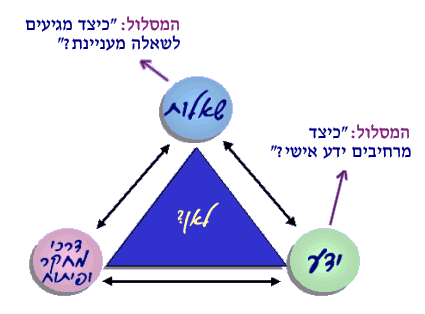 המסלול: "כיצד מגיעים
לשאלה מעניינת?"
שאלות
המסלול: "כיצד
מרחיבים ידע אישי?"
לאן?
דרכי
מחקר
ופיתוח
ידע